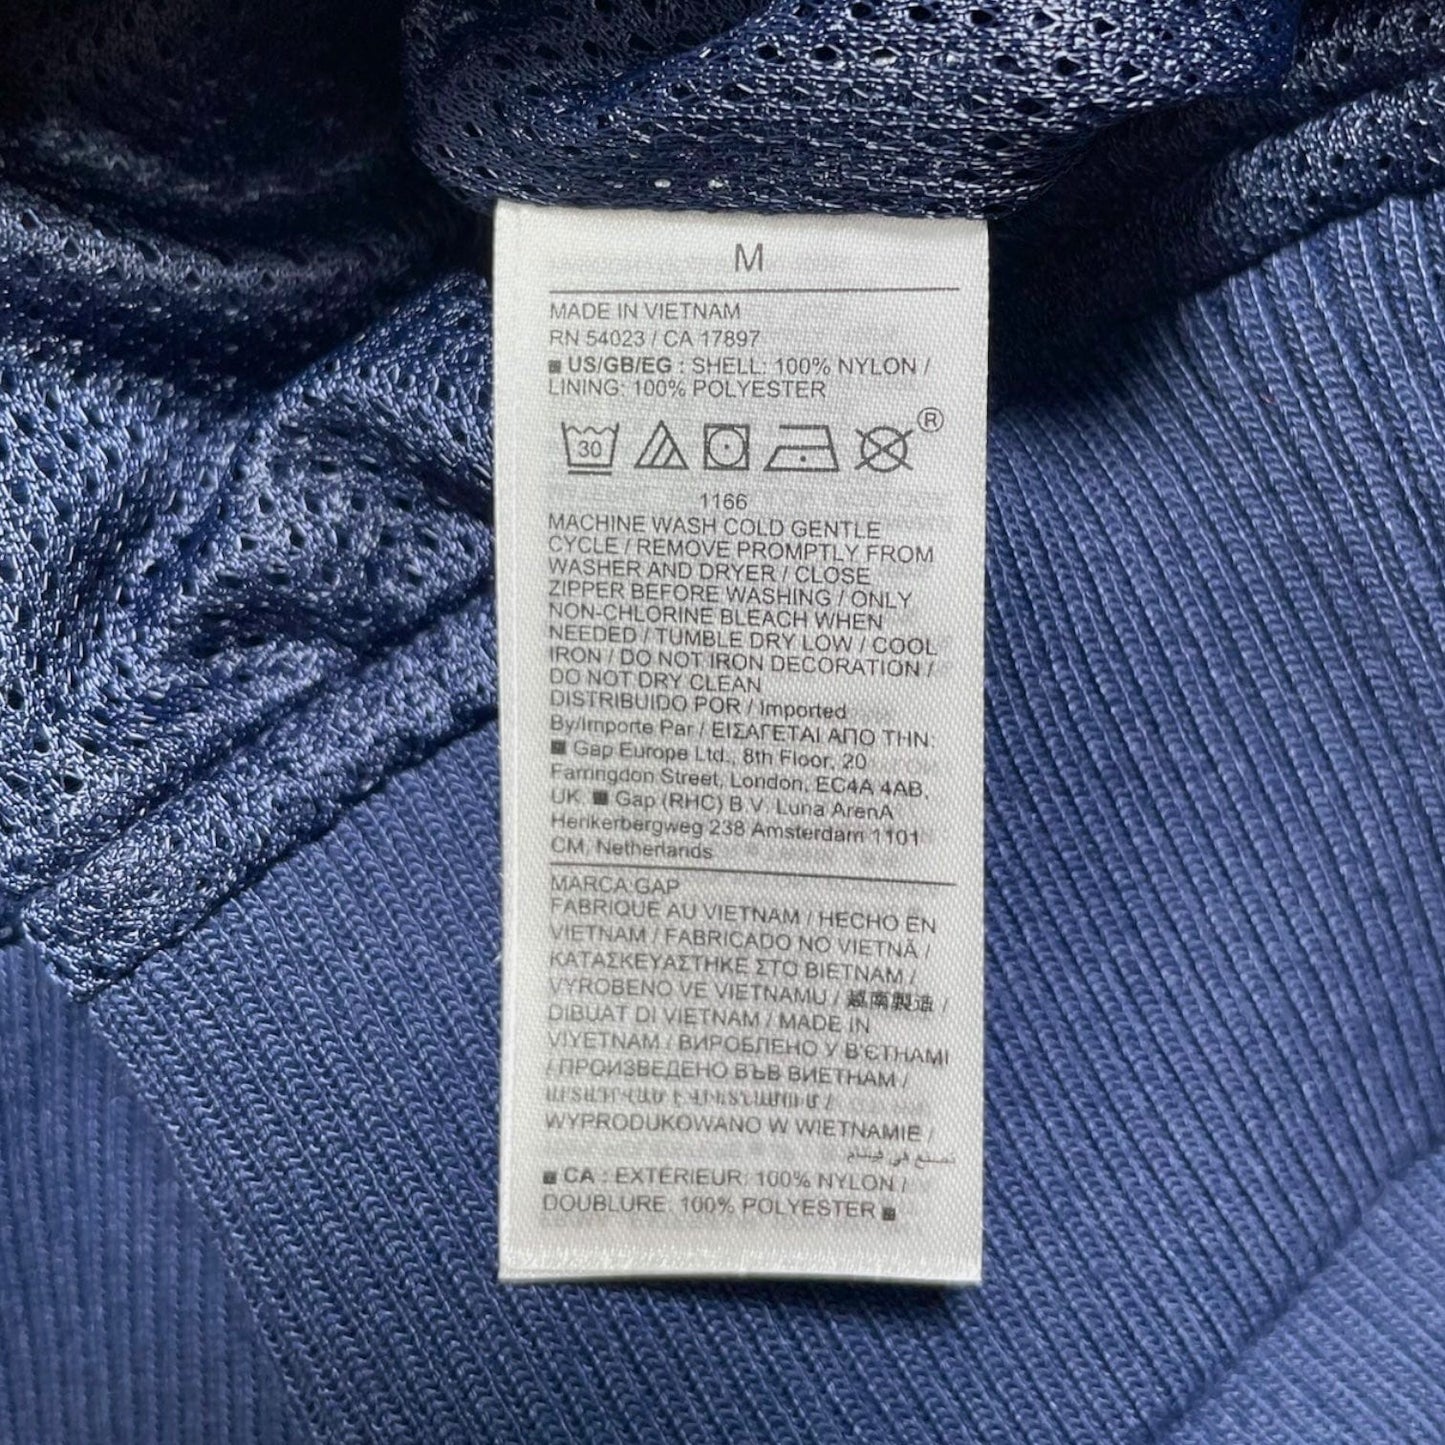 M
MADE IN VIETNAM
RN 54023 / CA 17897
US/GB/EG : SHELL: 100% NYLON /
LINING: 100% POLYESTER
30
®
1166
MACHINE WASH COLD GENTLE
CYCLE / REMOVE PROMPTLY FROM
WASHER AND DRYER / CLOSE
ZIPPER BEFORE WASHING / ONLY
NON-CHLORINE BLEACH WHEN
NEEDED / TUMBLE DRY LOW / COOL
IRON / DO NOT IRON DECORATION /
DO NOT DRY CLEAN
DISTRIBUIDO POR / Imported
By/Importe Par / ΕΙΣΑΓΕΤΑΙ ΑΠΟ ΤΗΝ:
Gap Europe Ltd., 8th Floor, 20
Farringdon Street, London, EC4A 4AB,
UK. ■ Gap (RHC) B.V. Luna ArenA
Herikerbergweg 238 Amsterdam 1101
CM, Netherlands
MARCA:GAP
FABRIQUÉ AU VIETNAM / HECHO EN
VIETNAM / FABRICADO NO VIETNÃ /
ΚΑΤΑΣΚΕΥΑΣΤΗΚΕ ΣΤΟ ΒΙΕΤΝΑΜ /
VYROBENO VE VIETNAMU / 越南製造 /
DIBUAT DI VIETNAM / MADE IN
VIYETNAM / ВИРОБЛЕНО У В'ЄТНАМІ
/ ПРОИЗВЕДЕНО ВЪВ ВИЕТНАМ /
WYPRODUKOWANO W WIETNAMIE /
تصنع في فيتنام
CA : EXTÉRIEUR: 100% NYLON /
DOUBLURE: 100% POLYESTER